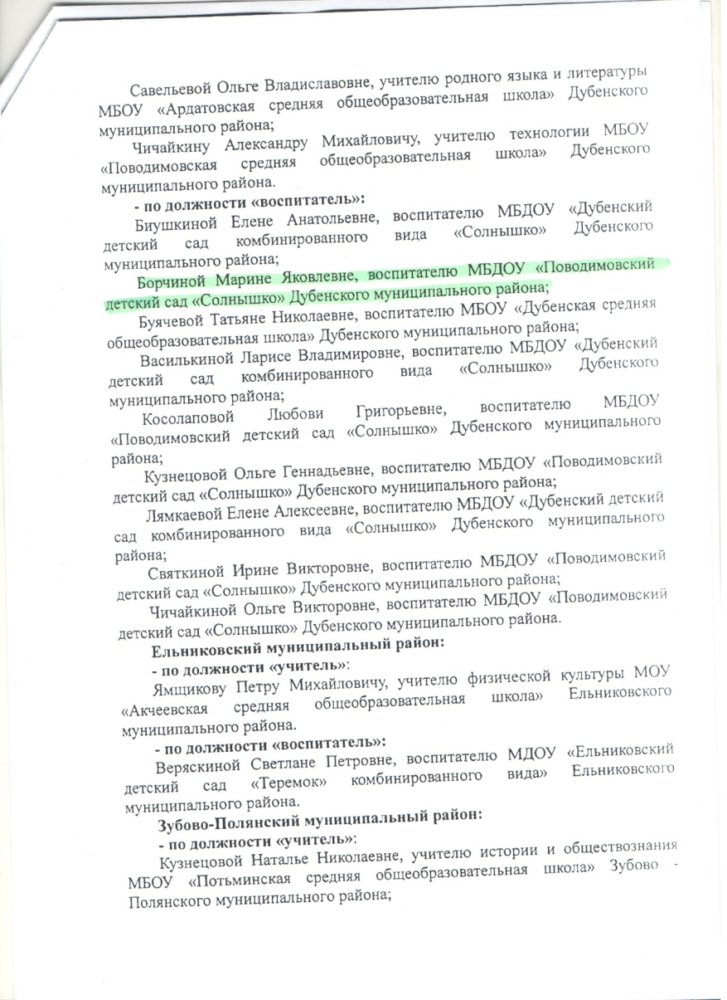 Савельевой Ольге Владиславовне, учителю родного языка и литературы
МБОУ «Ардатовская средняя общеобразовательная школа» Дубенского
муниципального района;
Чичайкину Александру Михайловичу, учителю технологии МБОУ
«Поводимовская средняя общеобразовательная школа» Дубенского
муниципального района.
- по должности «воспитатель»:
Биушкиной Елене Анатольевне, воспитателю МБДОУ «Дубенский
детский сад комбинированного вида «Солнышко» Дубенского
муниципального района;
Борчиной Марине Яковлевне, воспитателю МБДОУ «Поводимовский
детский сад «Солнышко» Дубенского муниципального района;
Буячевой Татьяне Николаевне, воспитателю МБОУ «Дубенская средняя
общеобразовательная школа» Дубенского муниципального района;
Василькиной Ларисе Владимировне, воспитателю МБДОУ «Дубенский
детский сад комбинированного вида «Солнышко» Дубенского
муниципального района;
Косолаповой Любови Григорьевне, воспитателю МБДОУ
«Поводимовский детский сад «Солнышко» Дубенского муниципального
района;
Кузнецовой Ольге Геннадьевне, воспитателю МБДОУ «Поводимовский
детский сад «Солнышко» Дубенского муниципального района;
Лямкаевой Елене Алексеевне, воспитателю МБДОУ «Дубенский детский
сад комбинированного вида «Солнышко» Дубенского муниципального
района;
Святкиной Ирине Викторовне, воспитателю МБДОУ «Поводимовский
детский сад «Солнышко» Дубенского муниципального района;
Чичайкиной Ольге Викторовне, воспитателю МБДОУ «Поводимовский
детский сад «Солнышко» Дубенского муниципального района.
Ельниковский муниципальный район:
- по должности «учитель»:
Ямщикову Петру Михайловичу, учителю физической культуры МОУ
«Акчеевская средняя общеобразовательная школа» Ельниковского
муниципального района.
- по должности «воспитатель»:
Веряскиной Светлане Петровне, воспитателю МДОУ «Ельниковский
детский сад «Теремок» комбинированного вида» Ельниковского
муниципального района.
Зубово-Полянский муниципальный район:
- по должности «учитель»:
Кузнецовой Наталье Николаевне, учителю истории и обществознания
МБОУ «Потьминская средняя общеобразовательная школа» Зубово -
Полянского муниципального района;